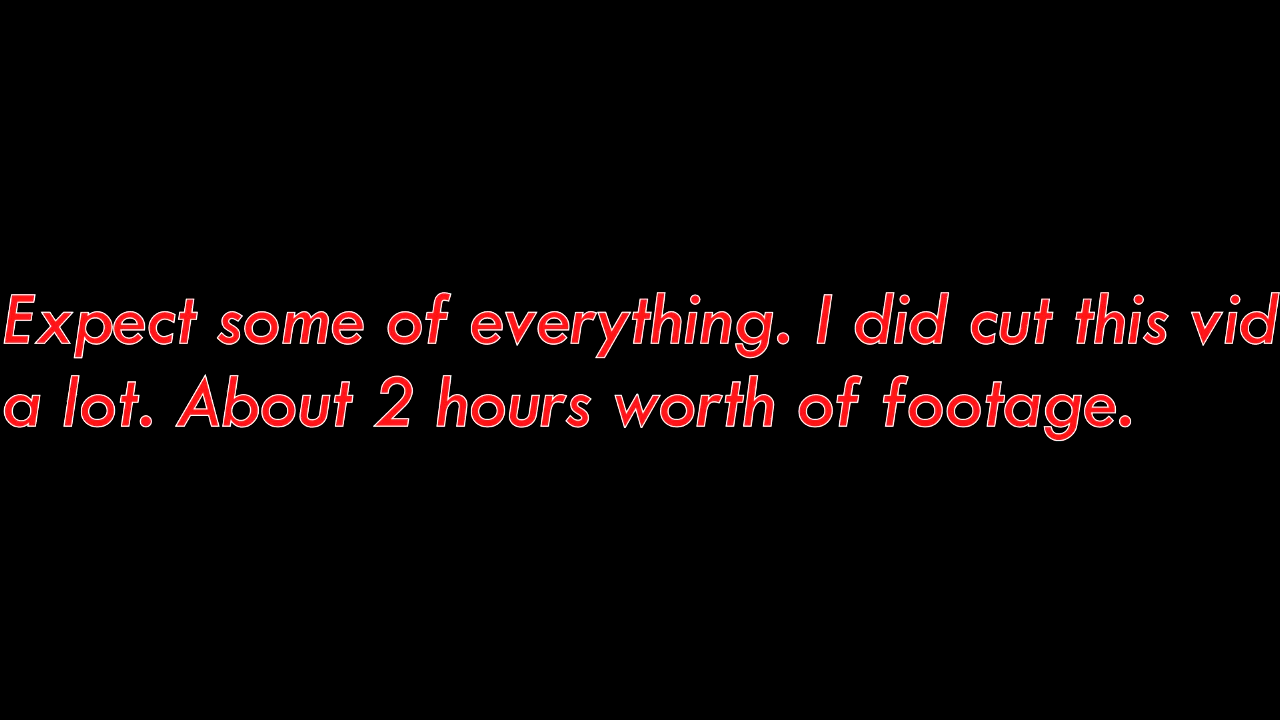 Expect some of everything. I did cut this vid
a lot. About 2 hours worth of footage.